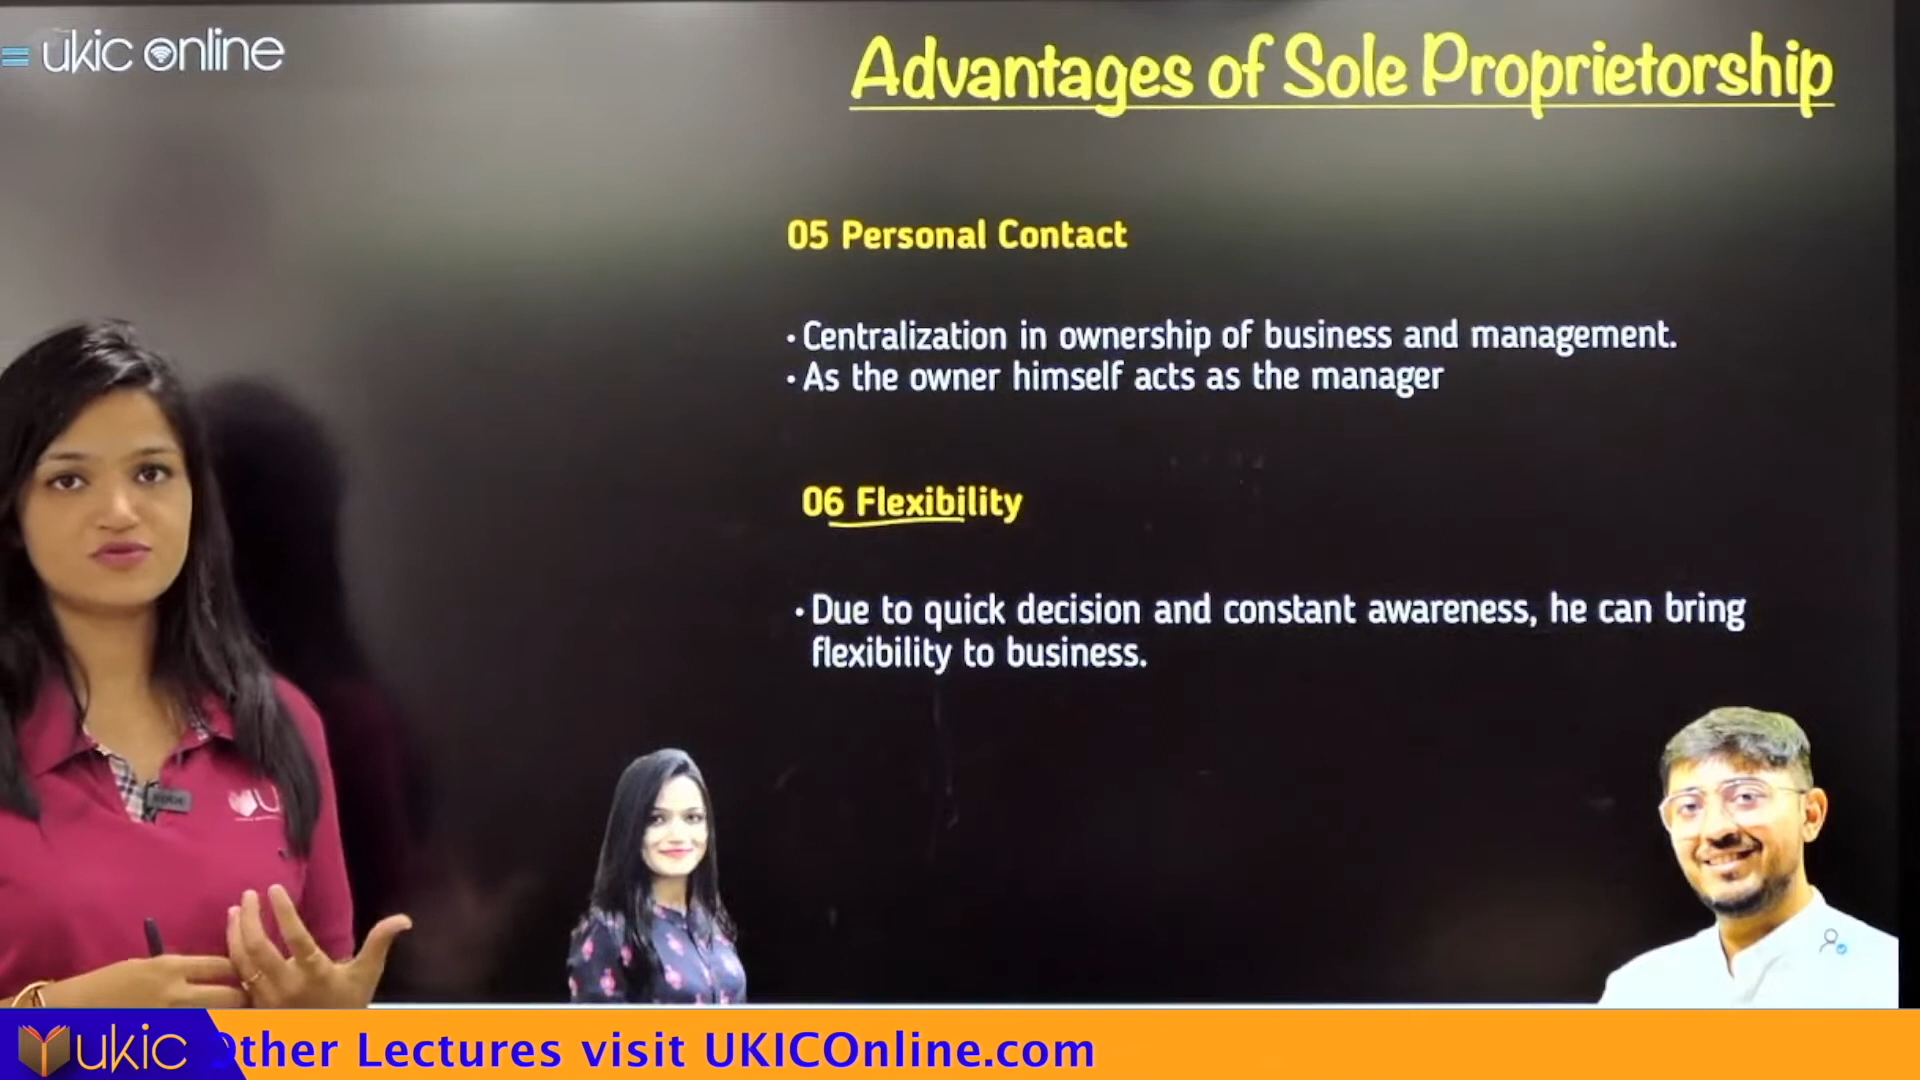 ukic online
Advantages of Sole Proprietorship
05 Personal Contact
• Centralization in ownership of business and management.
• As the owner himself acts as the manager
06 Flexibility
• Due to quick decision and constant awareness, he can bring
flexibility to business.
ukic Other Lectures visit UKICOnline.com